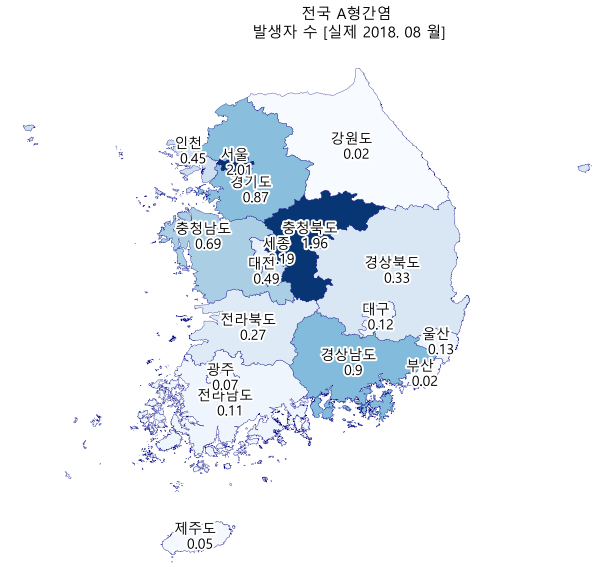 전국 A형간염
발생자 수 [실제 2018. 08 월]
강원도
0.02
인천
0.45
서울
2.01
경기도
0.87
충청남도
0.69
충청북도
1.96
세종
.19
대전
0.49
경상북도
0.33
대구
0.12
전라북도
0.27
울산
0.13
경상남도
0.9
부산
0.02
광주
0.07
전라남도
0.11
제주도
0.05